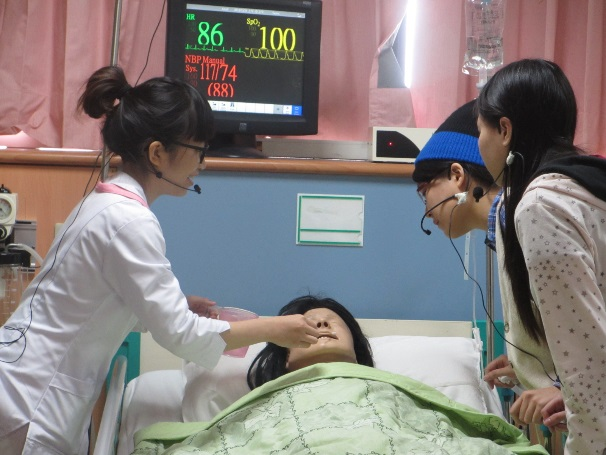 HR
86
SpO2
100
NBP Manual
Sys. 117/74
(88)